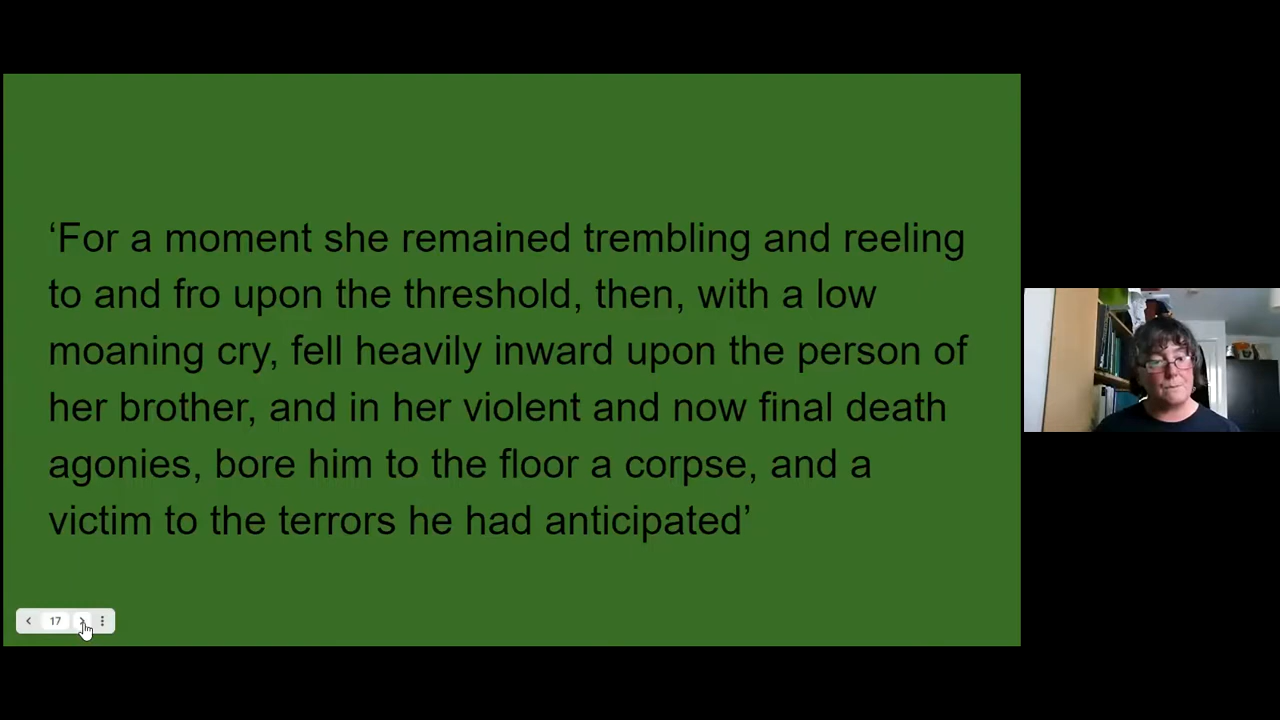 ‘For a moment she remained trembling and reeling
to and fro upon the threshold, then, with a low
moaning cry, fell heavily inward upon the person of
her brother, and in her violent and now final death
agonies, bore him to the floor a corpse, and a
victim to the terrors he had anticipated’
17